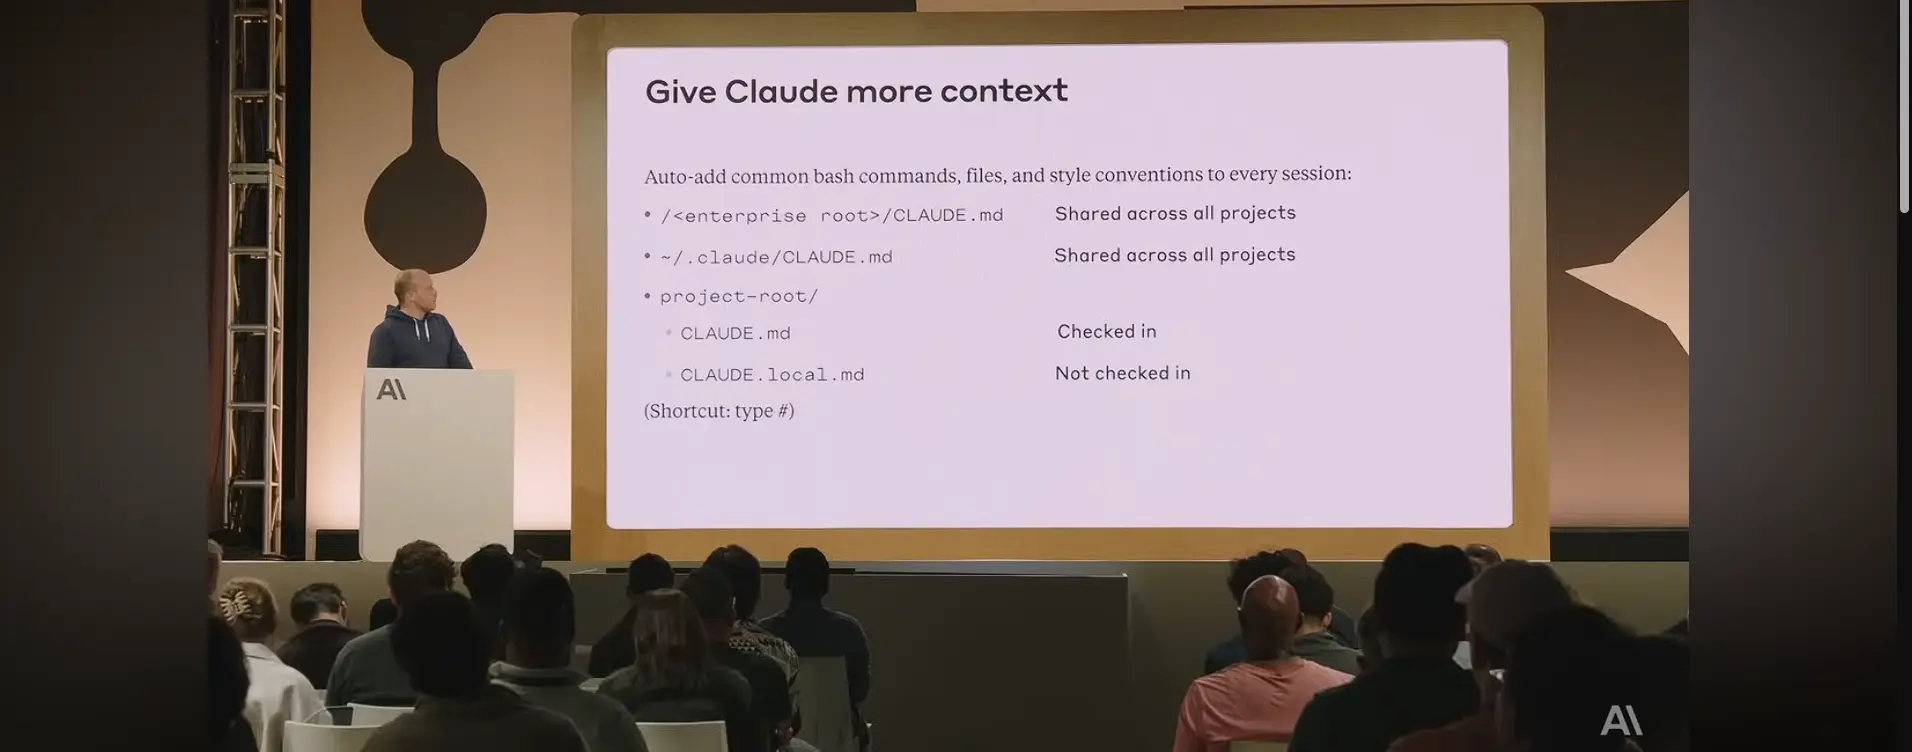 Give Claude more context
Auto-add common bash commands, files, and style conventions to every session:
• /<enterprise root>/CLAUDE.md Shared across all projects
• ~/.claude/CLAUDE.md Shared across all projects
• project-root/
• CLAUDE.md Checked in
• CLAUDE.local.md Not checked in
(Shortcut: type #)
A\
A\